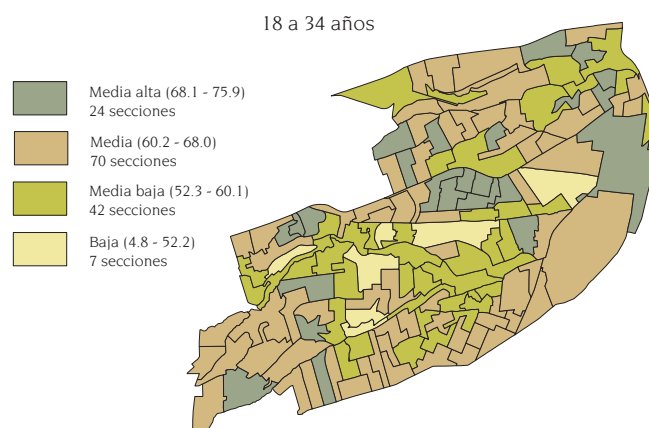 18 a 34 años
Media alta (68.1 - 75.9)
24 secciones
Media (60.2 - 68.0)
70 secciones
Media baja (52.3 - 60.1)
42 secciones
Baja (4.8 - 52.2)
7 secciones